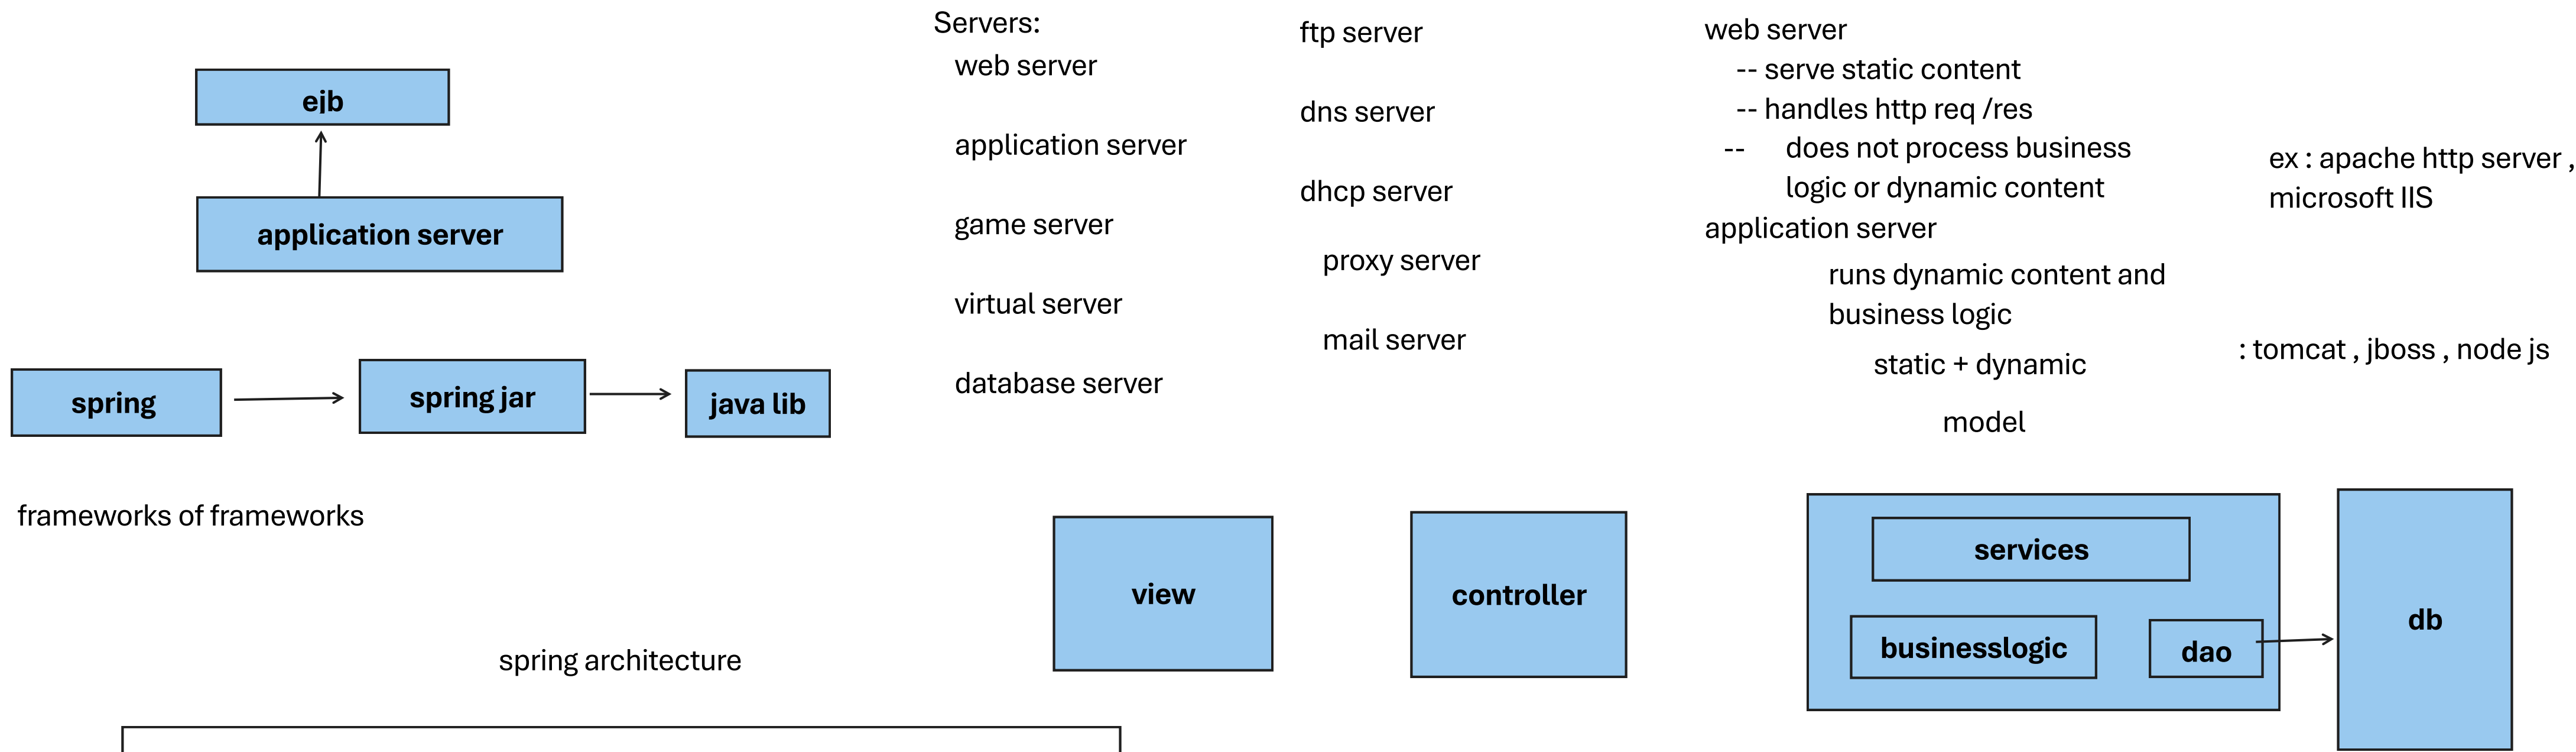 ejb
application server
spring
spring jar
java lib
frameworks of frameworks
spring architecture
Servers:
web server
application server
game server
virtual server
database server
ftp server
dns server
dhcp server
proxy server
mail server
web server
-- serve static content
-- handles http req /res
-- does not process business
logic or dynamic content
ex : apache http server ,
microsoft IIS
application server
runs dynamic content and
business logic
static + dynamic
: tomcat , jboss , node js
model
view
controller
services
businesslogic
dao
db